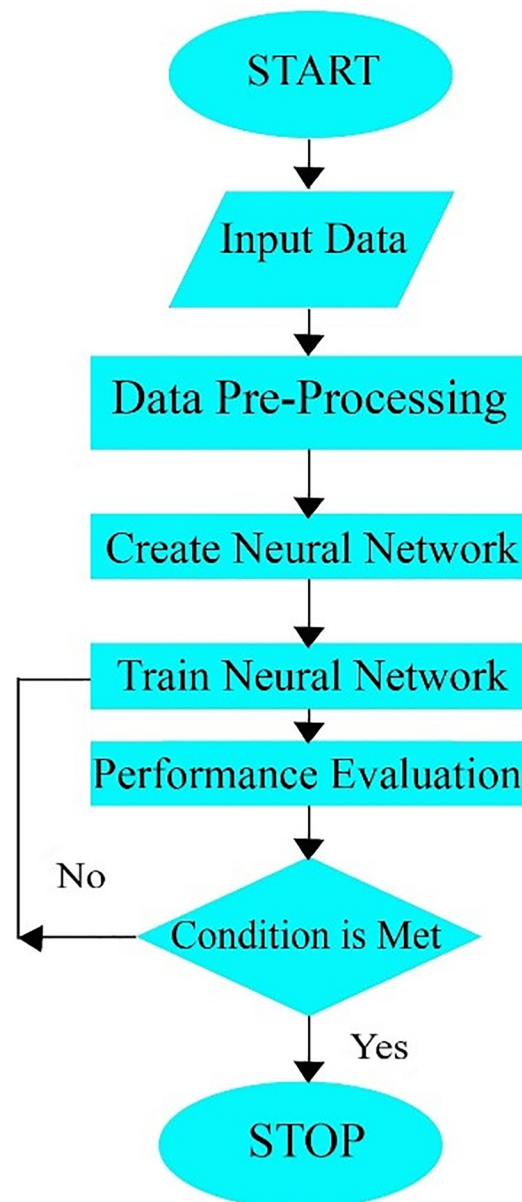 START
Input Data
Data Pre-Processing
Create Neural Network
Train Neural Network
Performance Evaluation
No
Condition is Met
Yes
STOP